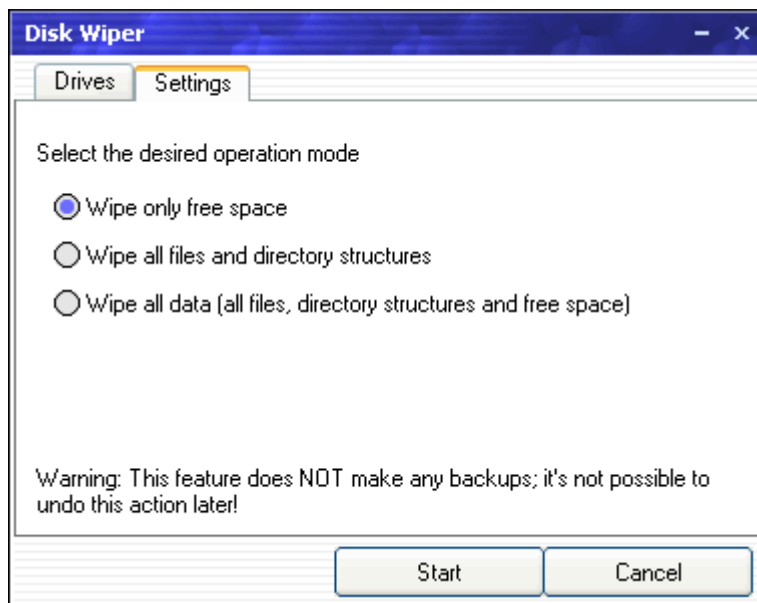 Disk Wiper
Drives
Settings
Select the desired operation mode
Wipe only free space
Wipe all files and directory structures
Wipe all data (all files, directory structures and free space)
Warning: This feature does NOT make any backups; it's not possible to
undo this action later!
Start
Cancel